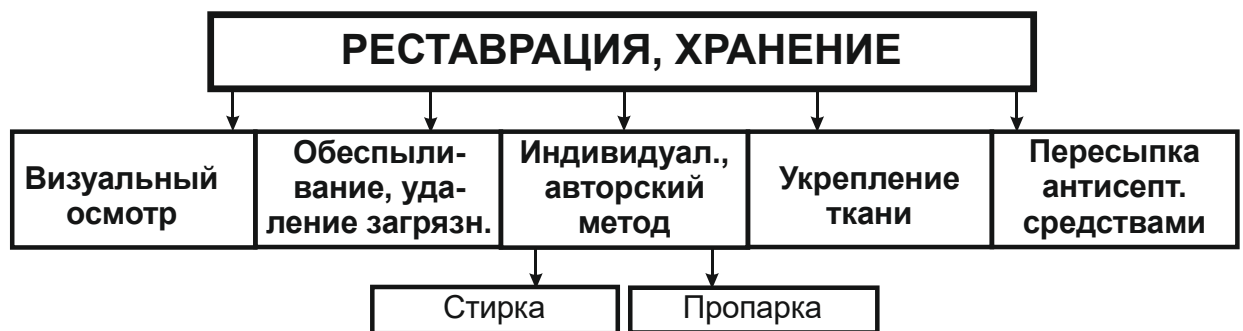 РЕСТАВРАЦИЯ, ХРАНЕНИЕ
Визуальный
осмотр
Обеспыли-
вание, уда-
ление загрязн.
Индивидуал.,
авторский
метод
Укрепление
ткани
Пересыпка
антисепт.
средствами
Стирка
Пропарка